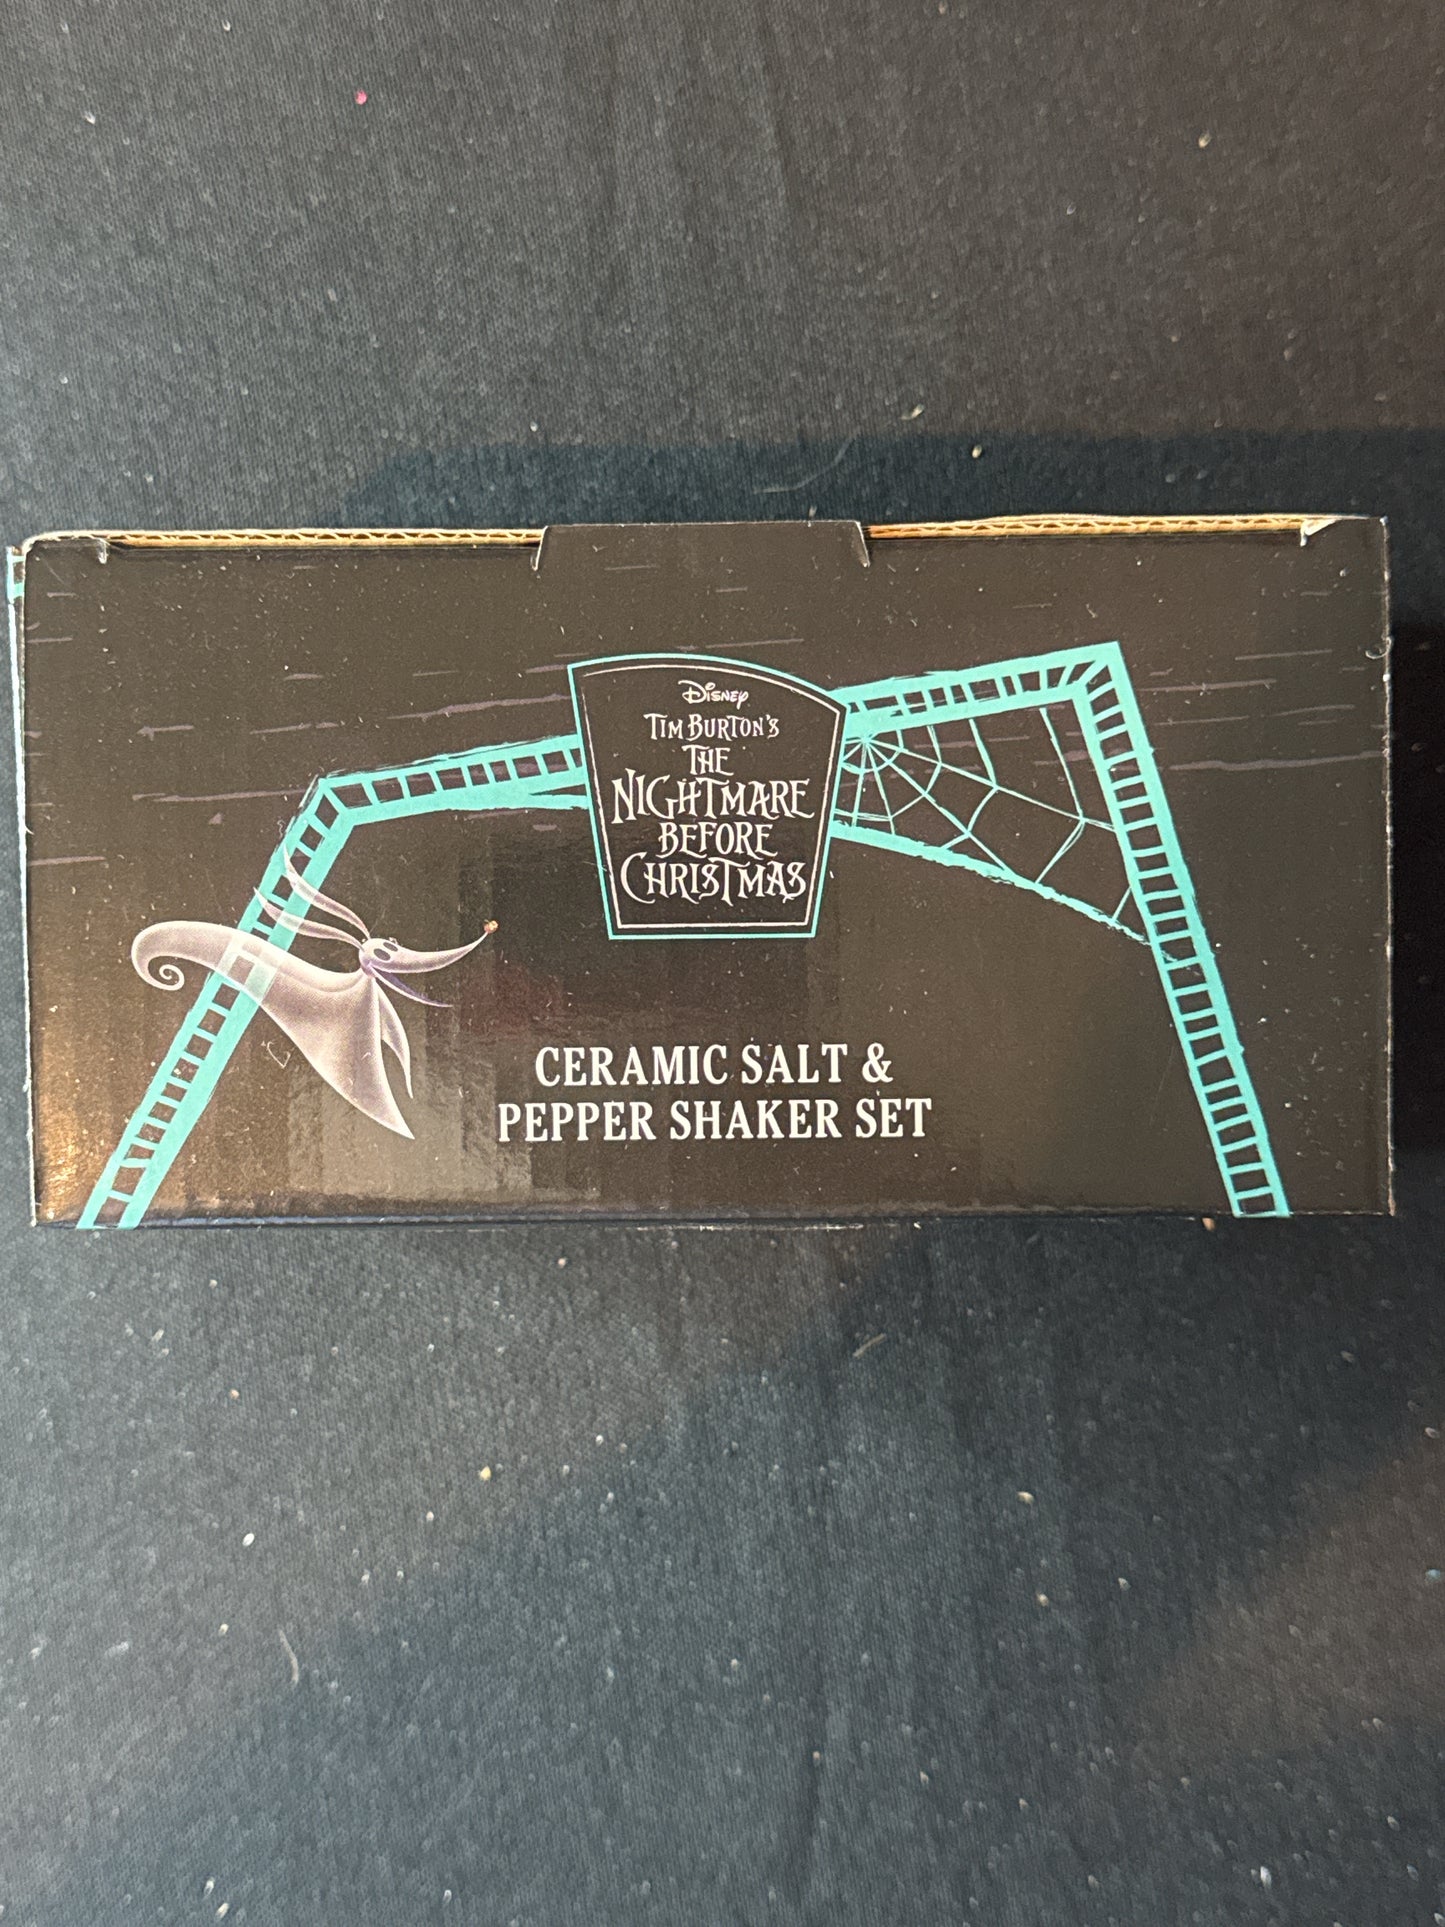 Disney
TIM BURTON'S
THE
NIGHTMARE
BEFORE
CHRISTMAS
CERAMIC SALT &
PEPPER SHAKER SET